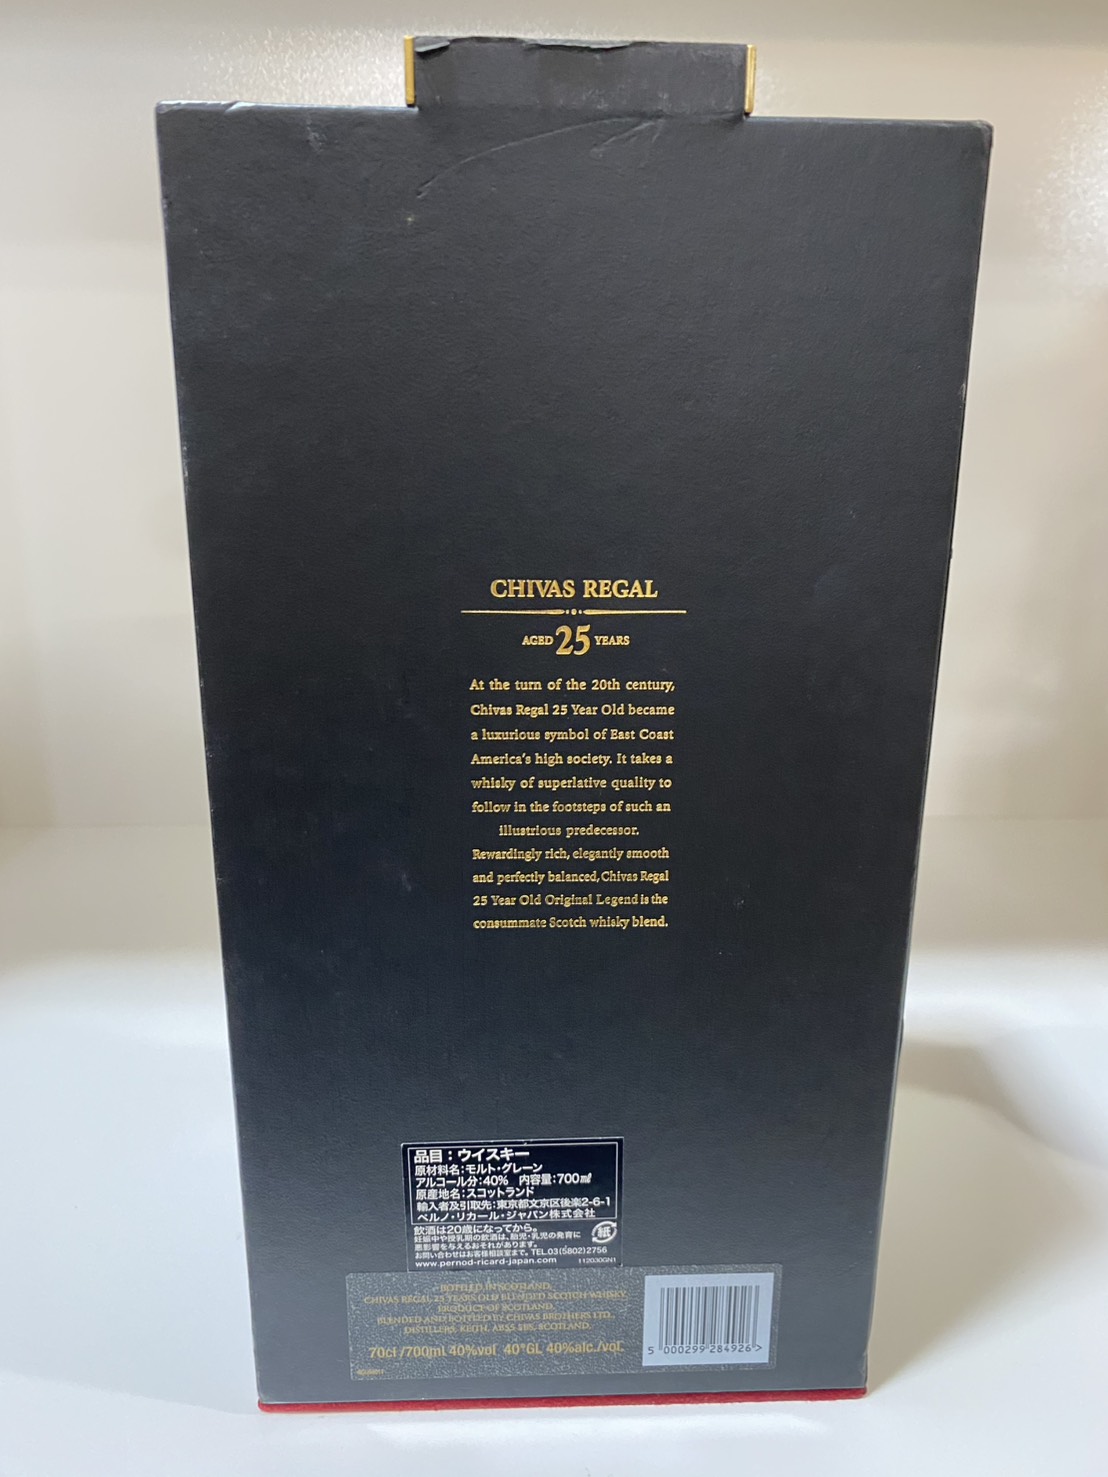 CHIVAS REGAL
AGED 25 YEARS
At the turn of the 20th century,
Chivas Regal 25 Year Old became
a luxurious symbol of East Coast
America's high society. It takes a
whisky of superlative quality to
follow in the footsteps of such an
illustrious predecessor.
Rewardingly rich, elegantly smooth
and perfectly balanced, Chivas Regal
25 Year Old Original Legend is the
consummate Scotch whisky blend.
品目：ウイスキー
原材料名：モルト・グレーン
アルコール分：40% 内容量：700㎖
原産地名：スコットランド
輸入者及引取先：東京都文京区後楽2-6-1
ペルノ・リカール・ジャパン株式会社
飲酒は20歳になってから。
妊娠中や授乳期の飲酒は、胎児・乳児の発育に
悪影響を与えるおそれがあります。
お問い合わせはお客様相談室まで。TEL.03(5802)2756
www.pernod-ricard-japan.com 112030GN1
紙
BOTTLED IN SCOTLAND.
CHIVAS REGAL 25 YEARS OLD BLENDED SCOTCH WHISKY.
PRODUCT OF SCOTLAND.
BLENDED AND BOTTLED BY CHIVAS BROTHERS LTD.,
DISTILLERS, KEITH, AB55 5BS, SCOTLAND.
70cl/700ml 40%vol 40°GL 40%alc./vol.
5 000299 284926 >